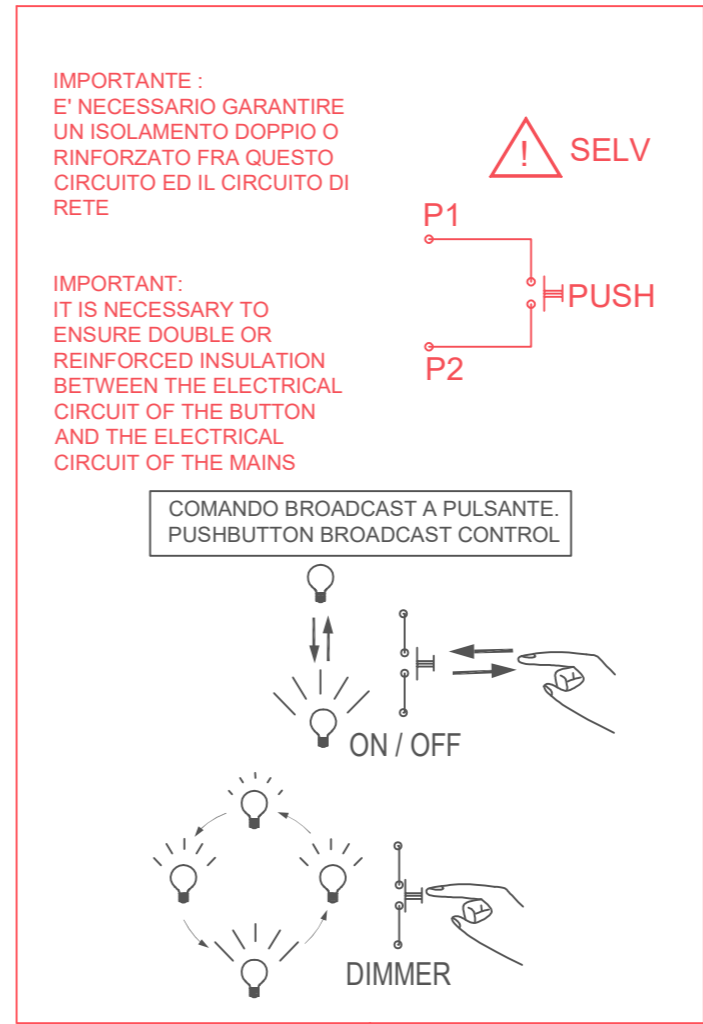 IMPORTANTE :
E' NECESSARIO GARANTIRE
UN ISOLAMENTO DOPPIO O
RINFORZATO FRA QUESTO
CIRCUITO ED IL CIRCUITO DI
RETE
! SELV
P1
PUSH
P2
IMPORTANT:
IT IS NECESSARY TO
ENSURE DOUBLE OR
REINFORCED INSULATION
BETWEEN THE ELECTRICAL
CIRCUIT OF THE BUTTON
AND THE ELECTRICAL
CIRCUIT OF THE MAINS
COMANDO BROADCAST A PULSANTE.
PUSHBUTTON BROADCAST CONTROL
ON / OFF
DIMMER